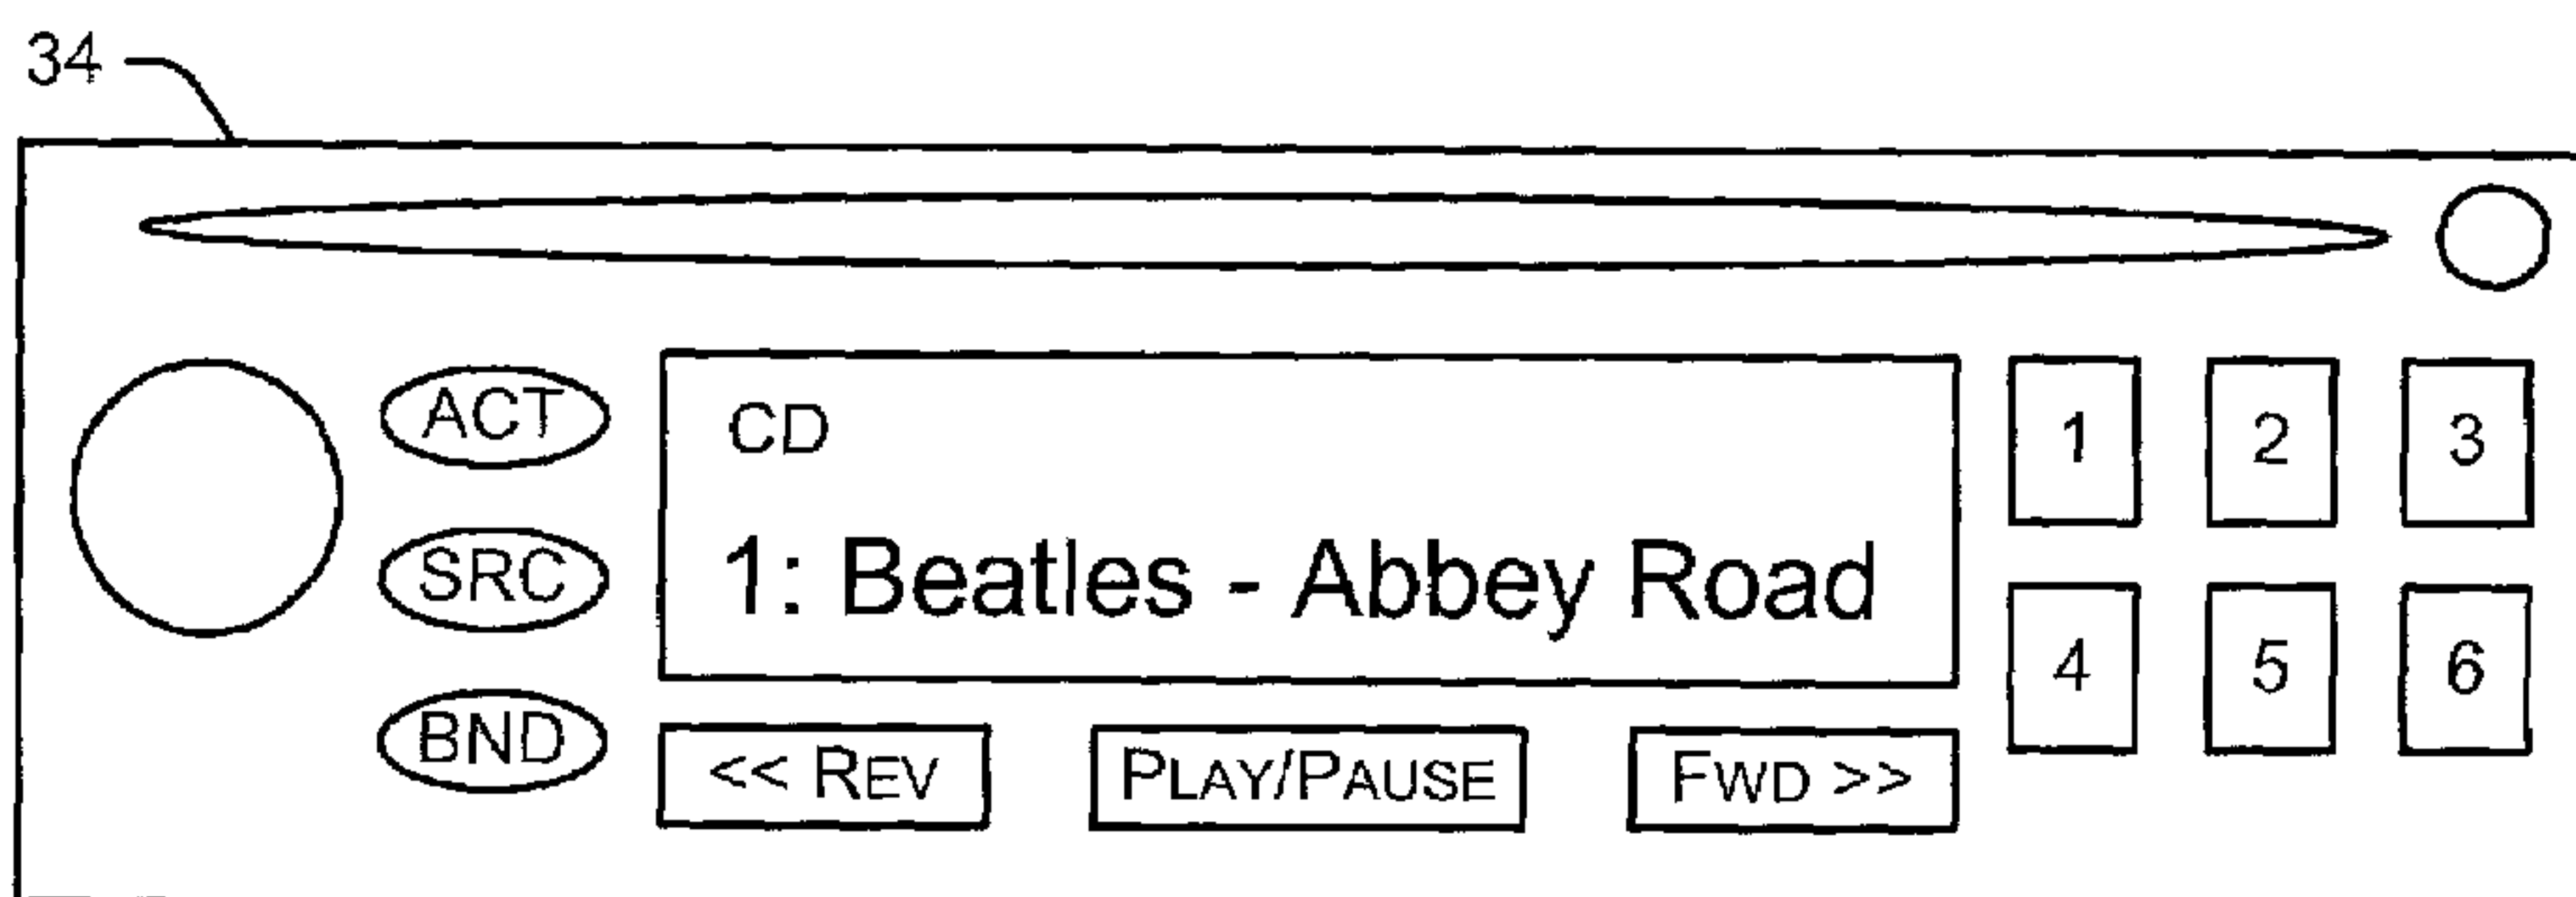 34
ACT
CD
1 2 3
SRC
1: Beatles - Abbey Road
4 5 6
BND
<< REV PLAY/PAUSE FWD >>